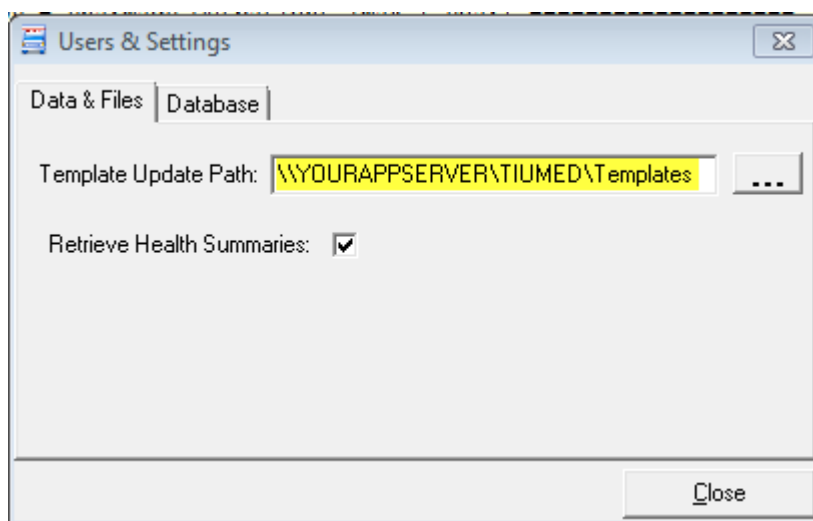 Users & Settings
Data & Files
Database
Template Update Path: \\YOURAPPSERVER\TIUMED\Templates ...
Retrieve Health Summaries:
Close